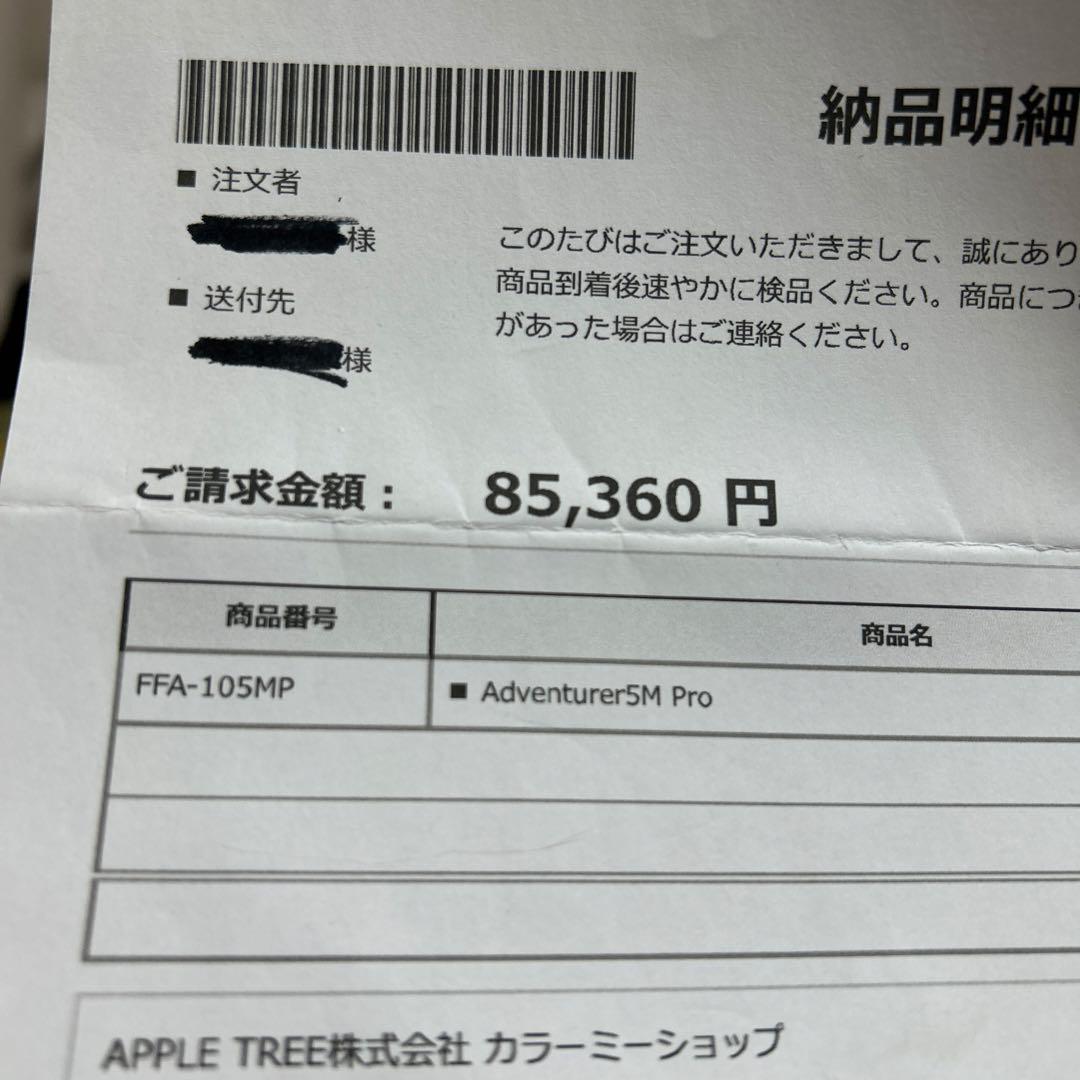 納品明細
■ 注文者
様
このたびはご注文いただきまして、誠にあり
商品到着後速やかに検品ください。商品につ
■ 送付先
があった場合はご連絡ください。
様
ご請求金額： 85,360 円
商品番号 商品名
FFA-105MP ■ Adventurer5M Pro
APPLE TREE株式会社 カラーミーショップ